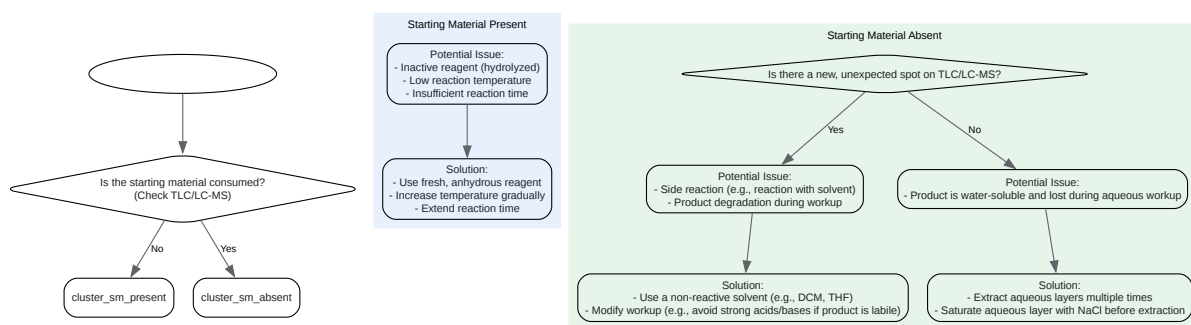 Is the starting material consumed?
(Check TLC/LC-MS)
No
Yes
cluster_sm_present
cluster_sm_absent
Starting Material Present
Potential Issue:
- Inactive reagent (hydrolyzed)
- Low reaction temperature
- Insufficient reaction time
Solution:
- Use fresh, anhydrous reagent
- Increase temperature gradually
- Extend reaction time
Starting Material Absent
Is there a new, unexpected spot on TLC/LC-MS?
Yes
No
Potential Issue:
- Side reaction (e.g., reaction with solvent)
- Product degradation during workup
Potential Issue:
- Product is water-soluble and lost during aqueous workup
Solution:
- Use a non-reactive solvent (e.g., DCM, THF)
- Modify workup (e.g., avoid strong acids/bases if product is labile)
Solution:
- Extract aqueous layers multiple times
- Saturate aqueous layer with NaCl before extraction